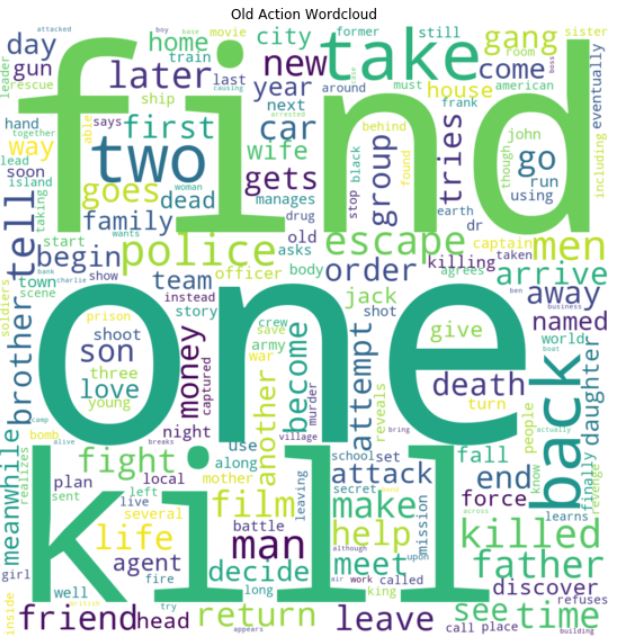 Old Action Wordcloud
find
one
kill
day
gun
home
train
city
former
still
gang
sister
movie
boy
attacked
base
room
leader
rescue
later
last
new
around
take
must
american
come
boss
eventually
ship
year
next
house
hand
together
says
first
car
behind
frank
way
able
two
wife
found
john
lead
soon
gets
group
tries
though
go
including
island
dead
woman
manages
stop
black
run
using
taking
goes
family
drug
earth
dr
tell
start
wants
old
asks
police
escape
captain
men
begin
officer
body
order
killing
taken
town
bank
charlie
show
team
agrees
arrive
soldiers
scene
instead
story
jack
ben
business
away
prison
crew
save
shot
boat
brother
shoot
army
give
named
son
war
world
three
money
captured
become
attempt
love
young
another
murder
reveals
death
daughter
turn
back
people
camp
night
village
bring
actually
meanwhile
bomb
alive
breaks
use
school
set
fall
know
finally
revenge
realizes
fight
along
mother
leaving
attack
end
plan
local
secret
learns
sent
left
live
film
make
mission
force
several
battle
across
killed
life
man
although
help
upon
agent
meet
father
girl
fire
decide
air
work
called
discover
well
long
king
refuses
inside
british
try
friend
head
return
leave
see
time
appears
call
place
building